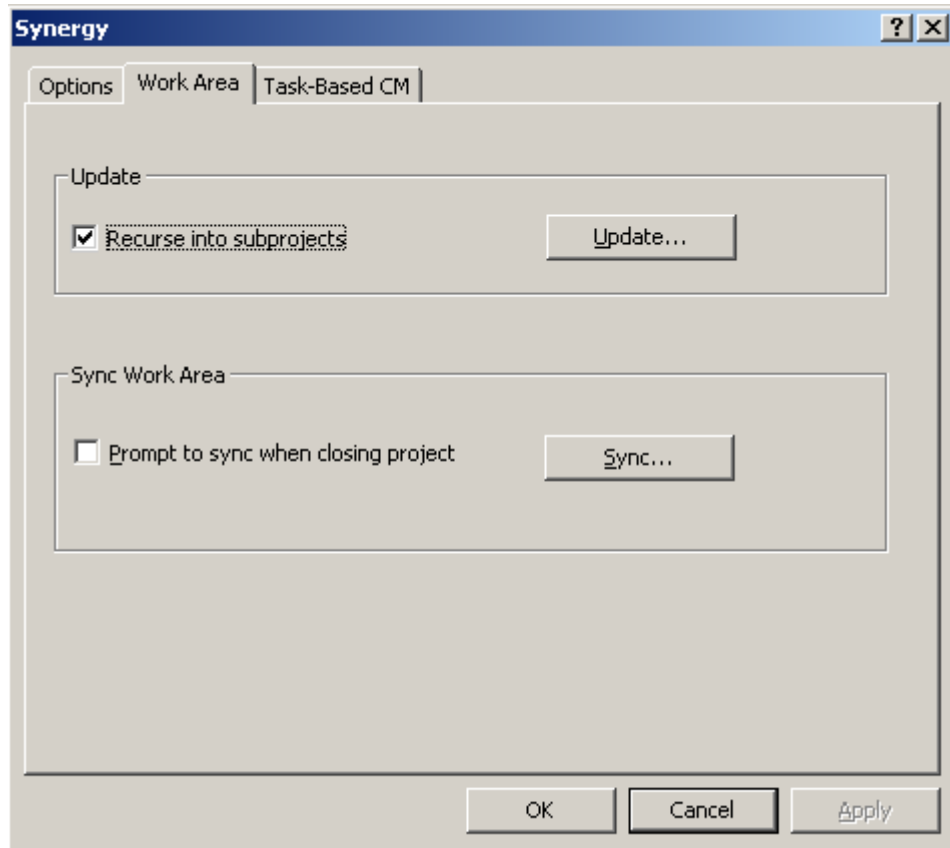 Synergy
Options Work Area Task-Based CM
Update
Recurse into subprojects Update...
Sync Work Area
Prompt to sync when closing project Sync...
OK Cancel Apply